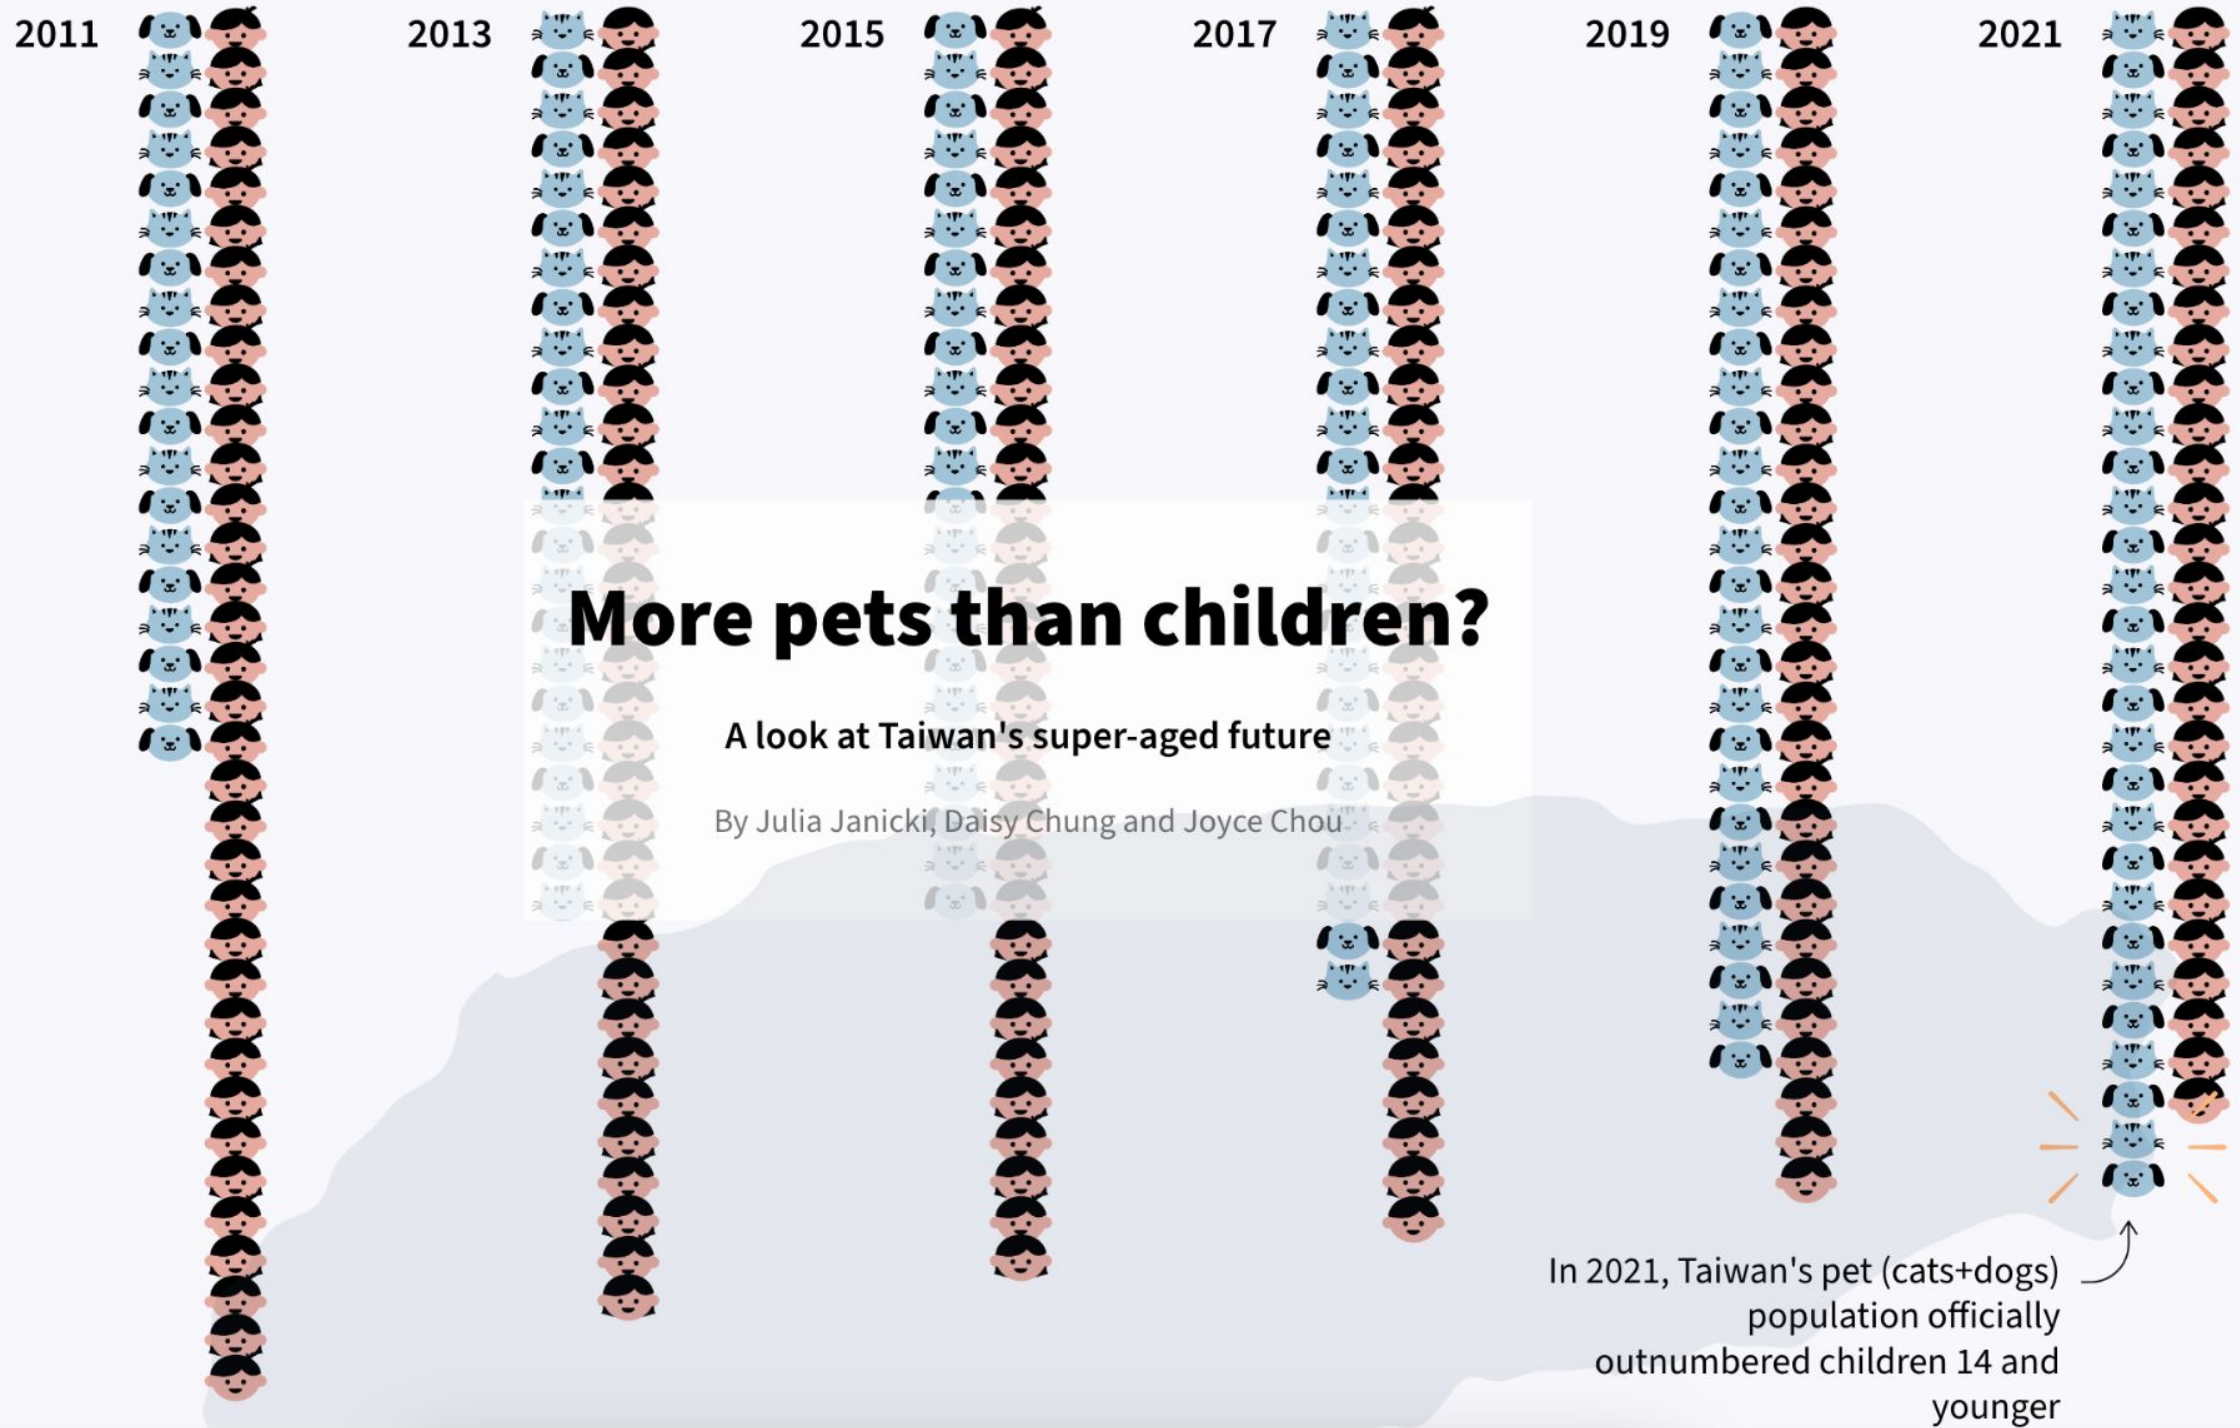 2011 2013 2015 2017 2019 2021
More pets than children?
A look at Taiwan's super-aged future
By Julia Janicki, Daisy Chung and Joyce Chou
In 2021, Taiwan's pet (cats+dogs)
population officially
outnumbered children 14 and
younger